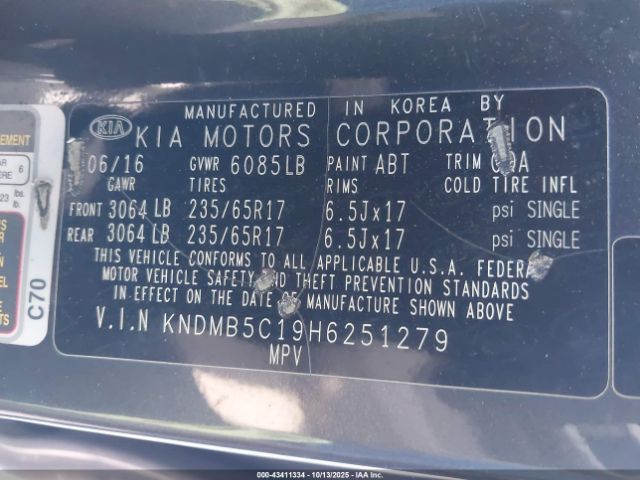 MANUFACTURED IN KOREA BY
KIA KIA MOTORS CORPORATION
06/16 GVWR 6085LB PAINT ABT TRIM
GAWR TIRES RIMS COLD TIRE INFL
FRONT 3064 LB 235/65R17 6.5Jx17 psi SINGLE
REAR 3064 LB 235/65R17 6.5Jx17 psi SINGLE
THIS VEHICLE CONFORMS TO ALL APPLICABLE U.S.A. FEDERA
MOTOR VEHICLE SAFETY AND THEFT PREVENTION STANDARDS
IN EFFECT ON THE DATE OF MANUFACTURE SHOWN ABOVE
V.I.N KNDMB5C19H6251279
MPV
C70
000-43411334 | 10/13/2025 | IAAI.CA